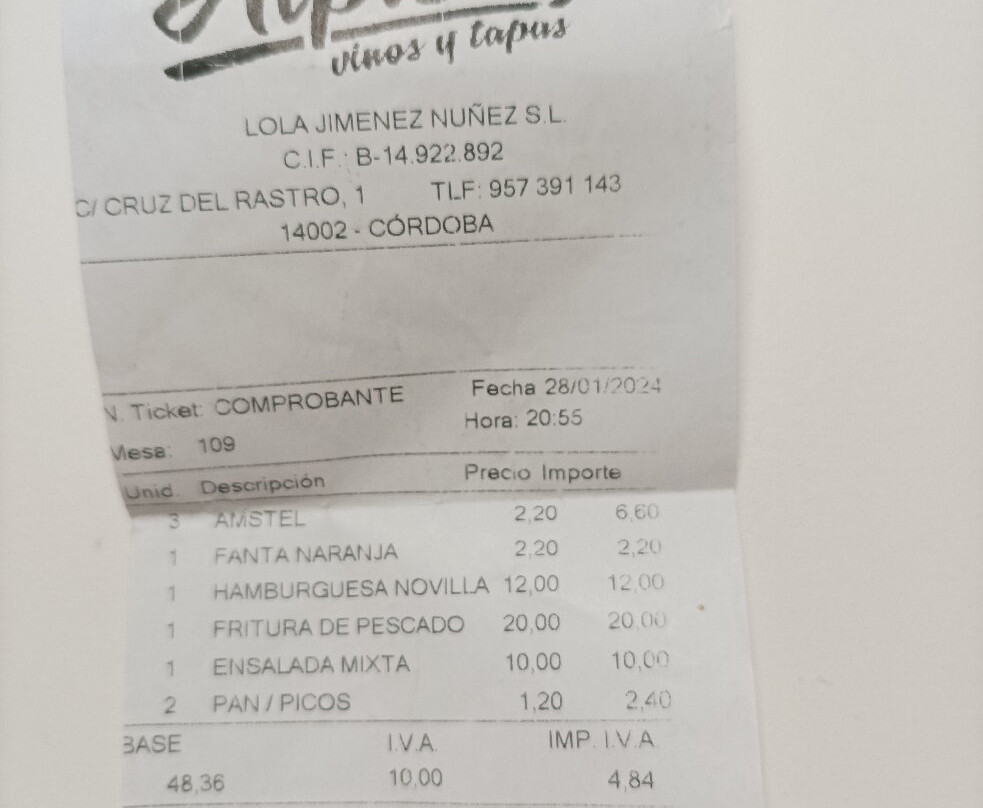 vinos y tapas
LOLA JIMENEZ NUÑEZ S.L.
C.I.F.: B-14.922.892
C/ CRUZ DEL RASTRO, 1 TLF: 957 391 143
14002 - CÓRDOBA
N. Ticket: COMPROBANTE Fecha 28/01/2024
Mesa: 109 Hora: 20:55
Unid. Descripción Precio Importe
3 AMSTEL 2,20 6,60
1 FANTA NARANJA 2,20 2,20
1 HAMBURGUESA NOVILLA 12,00 12,00
1 FRITURA DE PESCADO 20,00 20,00
1 ENSALADA MIXTA 10,00 10,00
2 PAN / PICOS 1,20 2,40
BASE I.V.A. IMP. I.V.A.
48,36 10,00 4,84